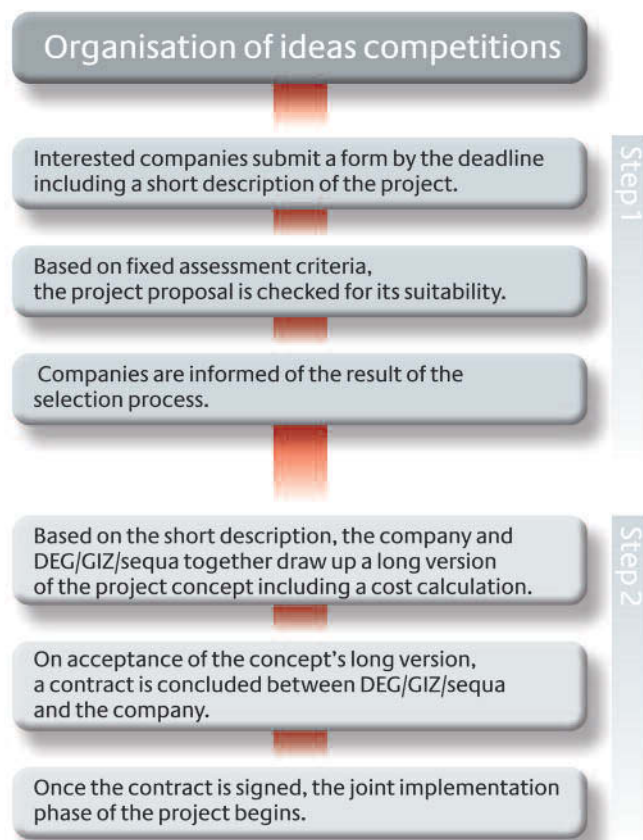 Organisation of ideas competitions
Step 1
Interested companies submit a form by the deadline
including a short description of the project.
Based on fixed assessment criteria,
the project proposal is checked for its suitability.
Companies are informed of the result of the
selection process.
Step 2
Based on the short description, the company and
DEG/GIZ/sequa together draw up a long version
of the project concept including a cost calculation.
On acceptance of the concept's long version,
a contract is concluded between DEG/GIZ/sequa
and the company.
Once the contract is signed, the joint implementation
phase of the project begins.